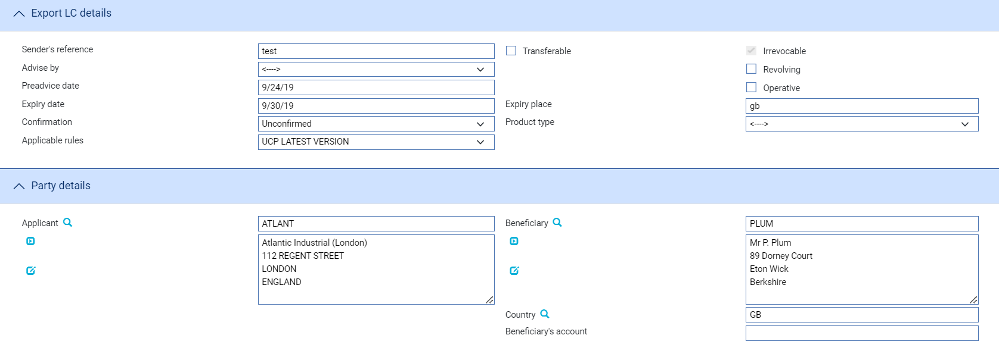 Export LC details
Sender's reference
test
Transferable
Irrevocable
Advise by
<---->
Revolving
Preadvice date
9/24/19
Operative
Expiry date
9/30/19
Expiry place
gb
Confirmation
Unconfirmed
Product type
<---->
Applicable rules
UCP LATEST VERSION
Party details
Applicant
ATLANT
Atlantic Industrial (London)
112 REGENT STREET
LONDON
ENGLAND
Beneficiary
PLUM
Mr P. Plum
89 Dorney Court
Eton Wick
Berkshire
Country
GB
Beneficiary's account